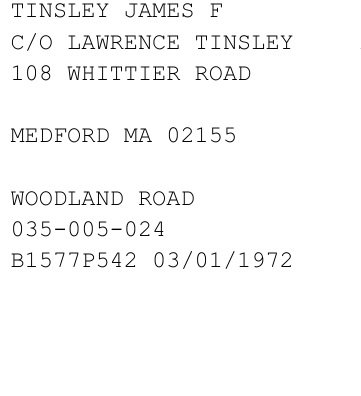 TINSLEY JAMES F
C/O LAWRENCE TINSLEY
108 WHITTIER ROAD
MEDFORD MA 02155
WOODLAND ROAD
035-005-024
B1577P542 03/01/1972